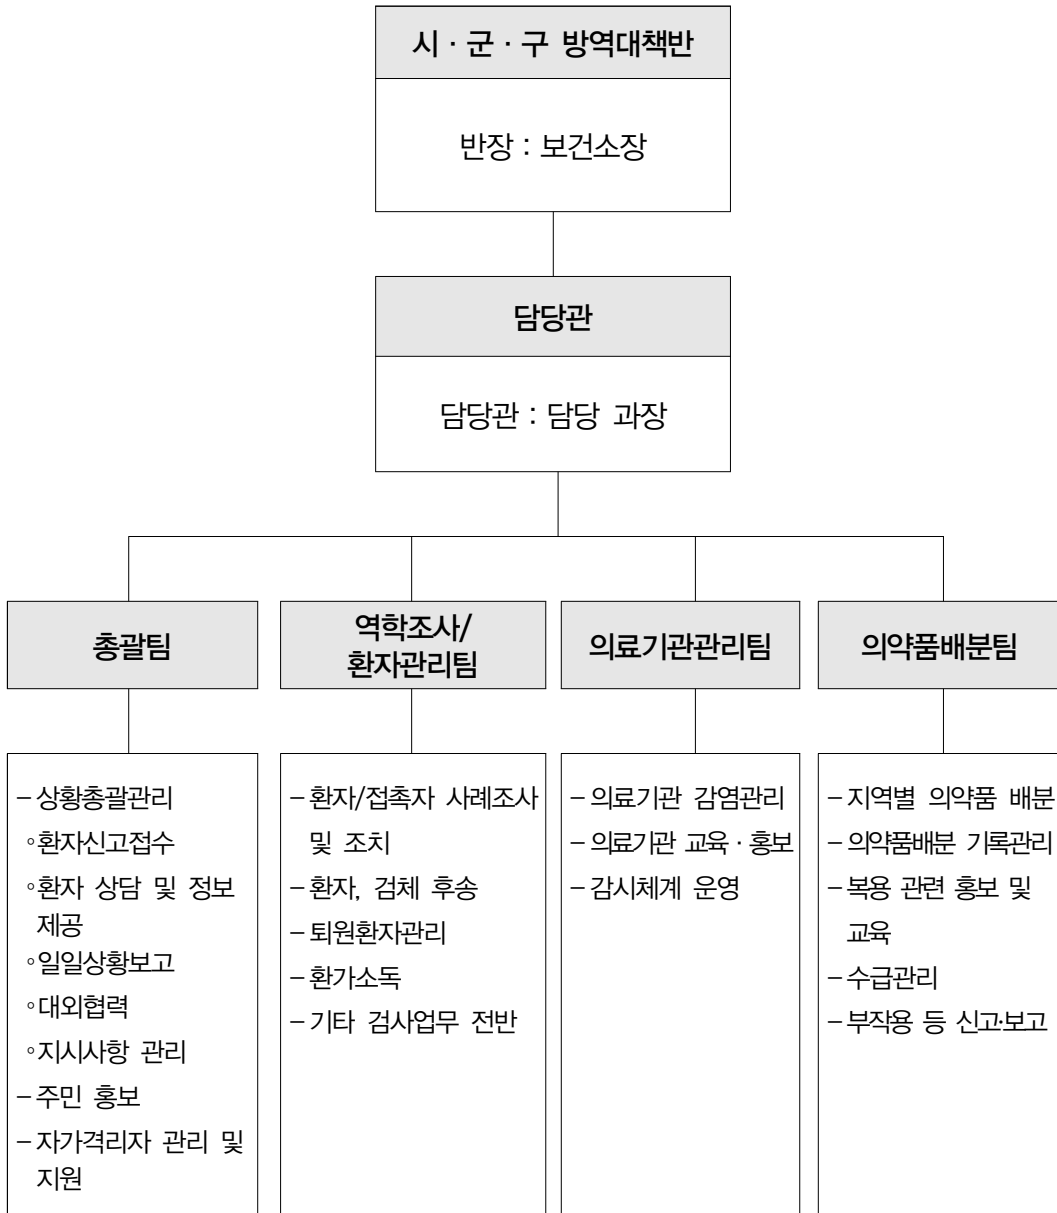 시 · 군 · 구 방역대책반
반장 : 보건소장
담당관
담당관 : 담당 과장
총괄팀
역학조사/
환자관리팀
의료기관관리팀
의약품배분팀
- 상황총괄관리
◦환자신고접수
◦환자 상담 및 정보
제공
◦일일상황보고
◦대외협력
◦지시사항 관리
- 주민 홍보
- 자가격리자 관리 및
지원
- 환자/접촉자 사례조사
및 조치
- 환자, 검체 후송
- 퇴원환자관리
- 환가소독
- 기타 검사업무 전반
- 의료기관 감염관리
- 의료기관 교육 · 홍보
- 감시체계 운영
- 지역별 의약품 배분
- 의약품배분 기록관리
- 복용 관련 홍보 및
교육
- 수급관리
- 부작용 등 신고·보고